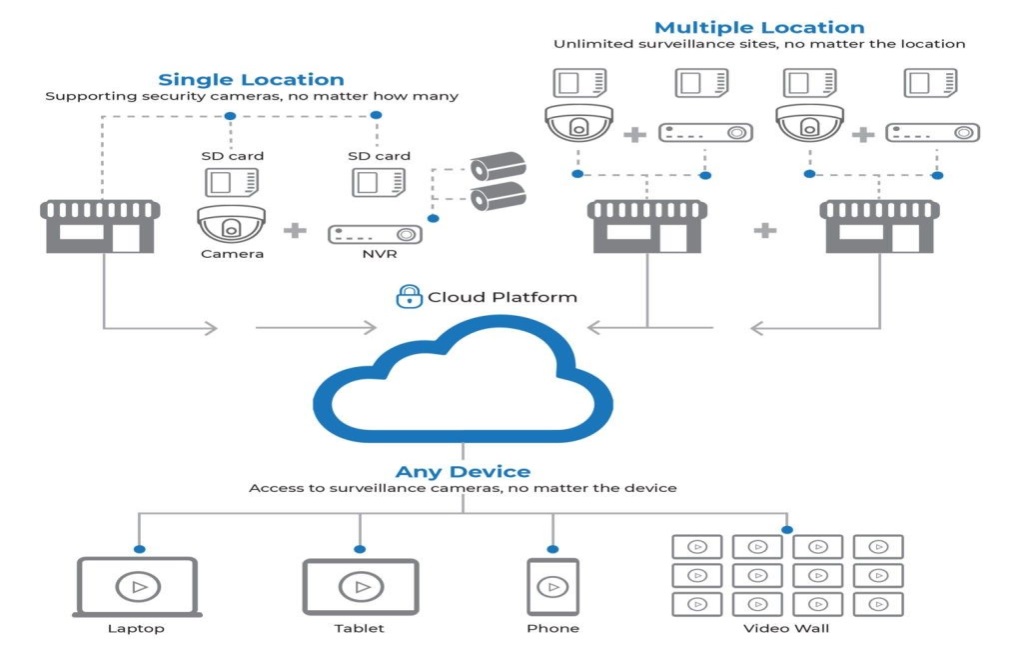 Multiple Location
Unlimited surveillance sites, no matter the location
Single Location
Supporting security cameras, no matter how many
SD card
SD card
Camera
NVR
Cloud Platform
Any Device
Access to surveillance cameras, no matter the device
Laptop
Tablet
Phone
Video Wall